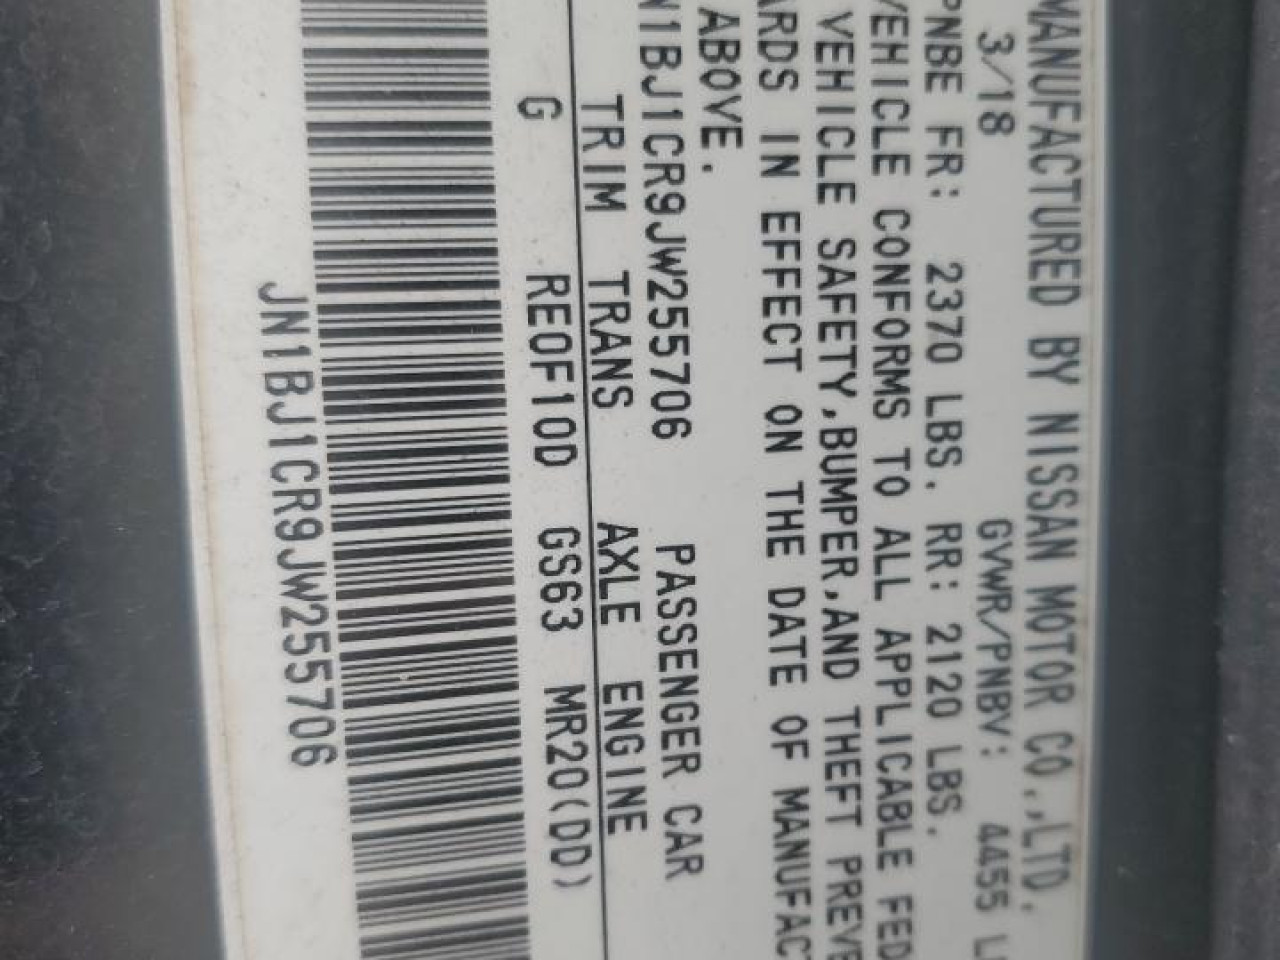 MANUFACTURED BY NISSAN MOTOR CO.,LTD.
3/18 GVWR/PNBV: 4455 L
PNBE FR: 2370 LBS. RR: 2120 LBS.
VEHICLE CONFORMS TO ALL APPLICABLE FED
VEHICLE SAFETY,BUMPER,AND THEFT PREVE
ARDS IN EFFECT ON THE DATE OF MANUFAC
ABOVE.
N1BJ1CR9JW255706 PASSENGER CAR
TRIM TRANS AXLE ENGINE
G RE0F10D GS63 MR20(DD)
JN1BJ1CR9JW255706